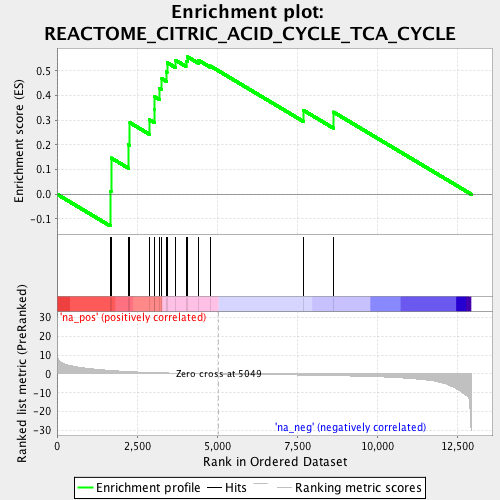 Enrichment plot:
REACTOME_CITRIC_ACID_CYCLE_TCA_CYCLE
Enrichment score (ES)
0.5
0.4
0.3
0.2
0.1
0.0
-0.1
'na_pos' (positively correlated)
Ranked list metric (PreRanked)
30
20
10
0
-10
-20
-30
Zero cross at 5049
'na_neg' (negatively correlated)
0
2,500
5,000
7,500
10,000
12,500
Rank in Ordered Dataset
Enrichment profile
Hits
Ranking metric scores